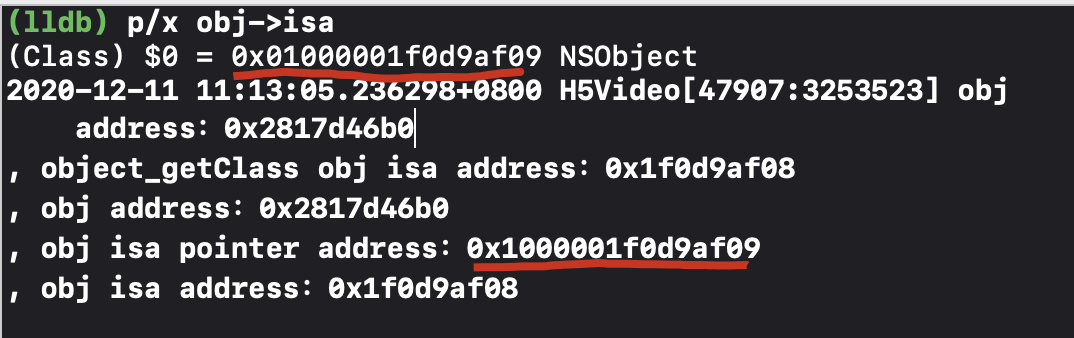 (lldb) p/x obj->isa
(Class) $0 = 0x01000001f0d9af09 NSObject
2020-12-11 11:13:05.236298+0800 H5Video[47907:3253523] obj
address: 0x2817d46b0
, object_getClass obj isa address: 0x1f0d9af08
, obj address: 0x2817d46b0
, obj isa pointer address: 0x1000001f0d9af09
, obj isa address: 0x1f0d9af08